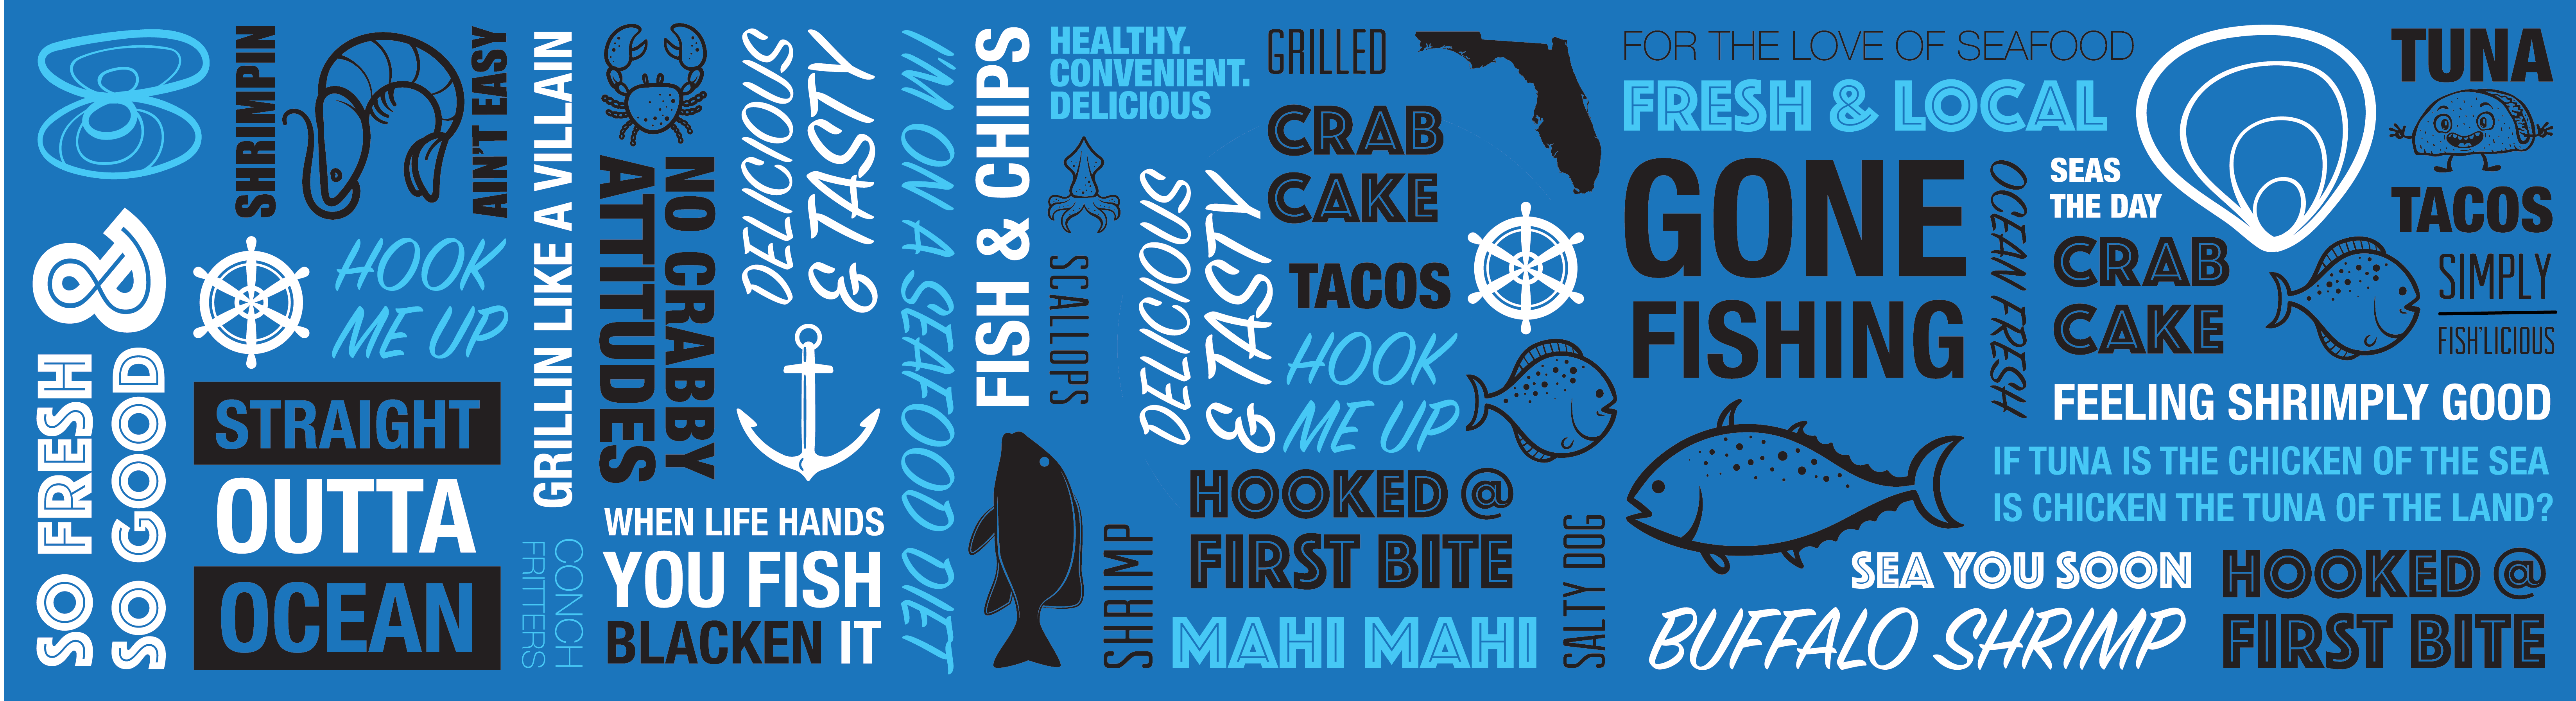 SO FRESH &
SO GOOD
SHRIMPIN
AIN'T EASY
HOOK
ME UP
STRAIGHT
OUTTA
OCEAN
GRILLIN LIKE A VILLAIN
CONCH
FRITTERS
NO CRABBY
ATTITUDES
DELICIOUS
& TASTY
WHEN LIFE HANDS
YOU FISH
BLACKEN IT
I'M ON A SEAFOOD DIET
FISH & CHIPS
HEALTHY.
CONVENIENT.
DELICIOUS
SCALLOPS
SHRIMP
DELICIOUS
& TASTY
GRILLED
CRAB
CAKE
TACOS
HOOK
ME UP
HOOKED @
FIRST BITE
MAHI MAHI
SALTY DOG
FOR THE LOVE OF SEAFOOD
FRESH & LOCAL
GONE
FISHING
OCEAN FRESH
SEAS
THE DAY
CRAB
CAKE
TUNA
TACOS
SIMPLY
FISH'LICIOUS
FEELING SHRIMPLY GOOD
IF TUNA IS THE CHICKEN OF THE SEA
IS CHICKEN THE TUNA OF THE LAND?
SEA YOU SOON
BUFFALO SHRIMP
HOOKED @
FIRST BITE